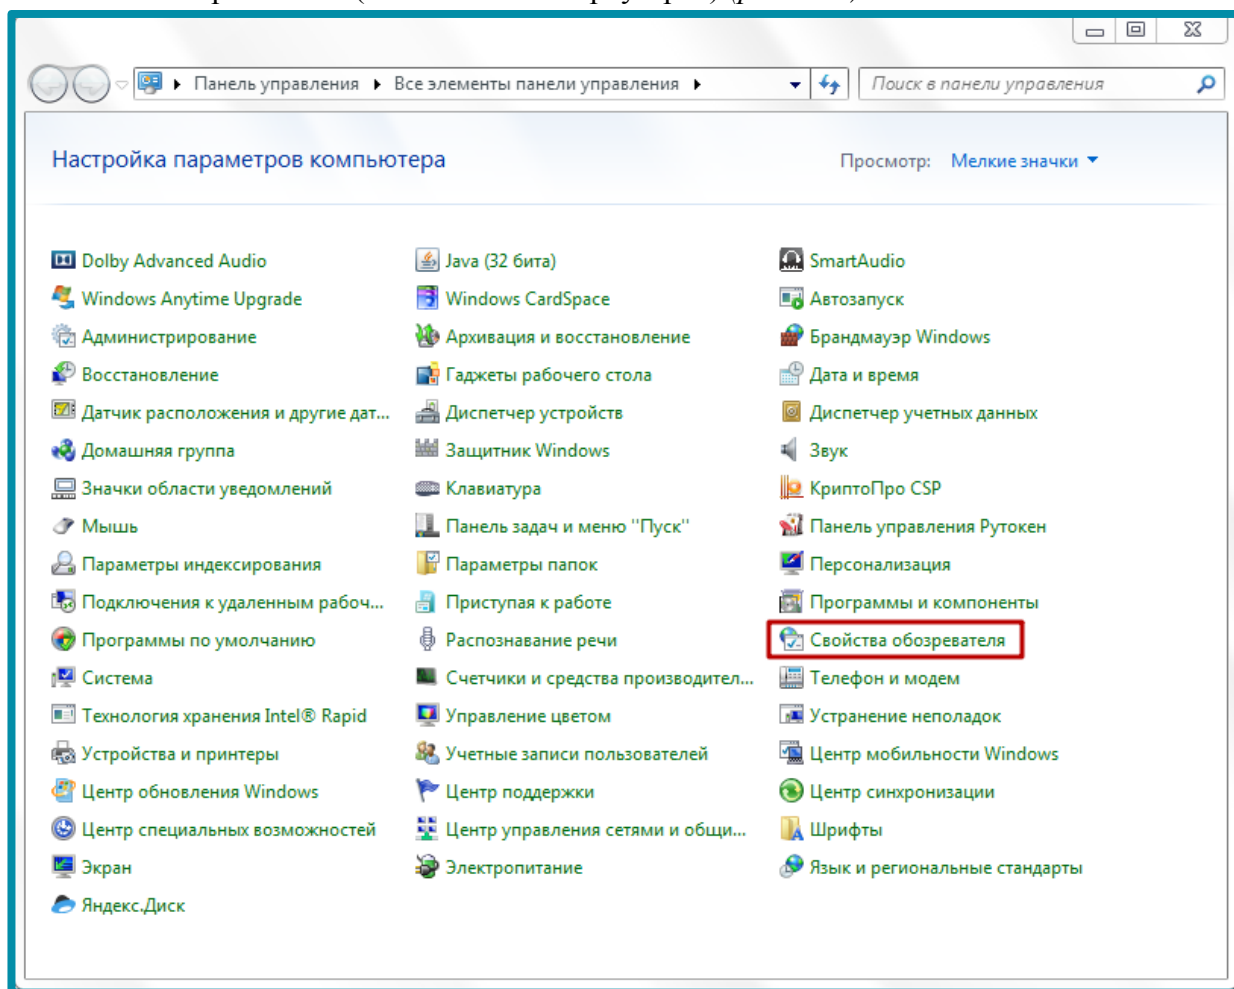 Панель управления ▸ Все элементы панели управления ▸
Поиск в панели управления
Настройка параметров компьютера
Просмотр: Мелкие значки
Dolby Advanced Audio
Java (32 бита)
SmartAudio
Windows Anytime Upgrade
Windows CardSpace
Автозапуск
Администрирование
Архивация и восстановление
Брандмауэр Windows
Восстановление
Гаджеты рабочего стола
Дата и время
Датчик расположения и другие дат...
Диспетчер устройств
Диспетчер учетных данных
Домашняя группа
Защитник Windows
Звук
Значки области уведомлений
Клавиатура
КриптоПро CSP
Мышь
Панель задач и меню ''Пуск''
Панель управления Рутокен
Параметры индексирования
Параметры папок
Персонализация
Подключения к удаленным рабоч...
Приступая к работе
Программы и компоненты
Программы по умолчанию
Распознавание речи
Свойства обозревателя
Система
Счетчики и средства производител...
Телефон и модем
Технология хранения Intel® Rapid
Управление цветом
Устранение неполадок
Устройства и принтеры
Учетные записи пользователей
Центр мобильности Windows
Центр обновления Windows
Центр поддержки
Центр синхронизации
Центр специальных возможностей
Центр управления сетями и общи...
Шрифты
Экран
Электропитание
Язык и региональные стандарты
Яндекс.Диск